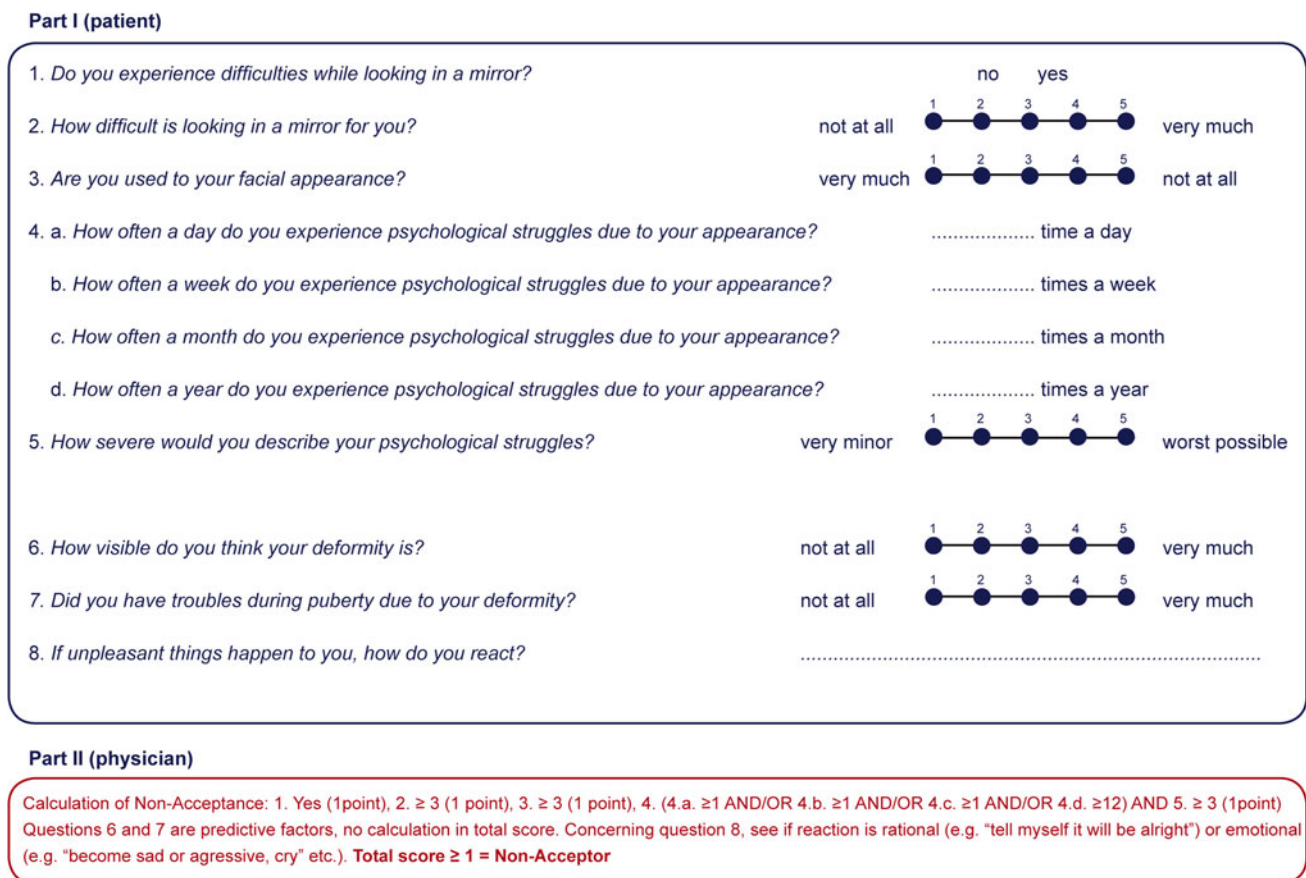 Part I (patient)
1. Do you experience difficulties while looking in a mirror? no yes
2. How difficult is looking in a mirror for you? not at all 1 2 3 4 5 very much
3. Are you used to your facial appearance? very much 1 2 3 4 5 not at all
4. a. How often a day do you experience psychological struggles due to your appearance? ................... time a day
b. How often a week do you experience psychological struggles due to your appearance? ................... times a week
c. How often a month do you experience psychological struggles due to your appearance? ................... times a month
d. How often a year do you experience psychological struggles due to your appearance? ................... times a year
5. How severe would you describe your psychological struggles? very minor 1 2 3 4 5 worst possible
6. How visible do you think your deformity is? not at all 1 2 3 4 5 very much
7. Did you have troubles during puberty due to your deformity? not at all 1 2 3 4 5 very much
8. If unpleasant things happen to you, how do you react? ....................................................................................
Part II (physician)
Calculation of Non-Acceptance: 1. Yes (1point), 2. ≥ 3 (1 point), 3. ≥ 3 (1 point), 4. (4.a. ≥1 AND/OR 4.b. ≥1 AND/OR 4.c. ≥1 AND/OR 4.d. ≥12) AND 5. ≥ 3 (1point)
Questions 6 and 7 are predictive factors, no calculation in total score. Concerning question 8, see if reaction is rational (e.g. “tell myself it will be alright”) or emotional
(e.g. “become sad or agressive, cry” etc.). Total score ≥ 1 = Non-Acceptor